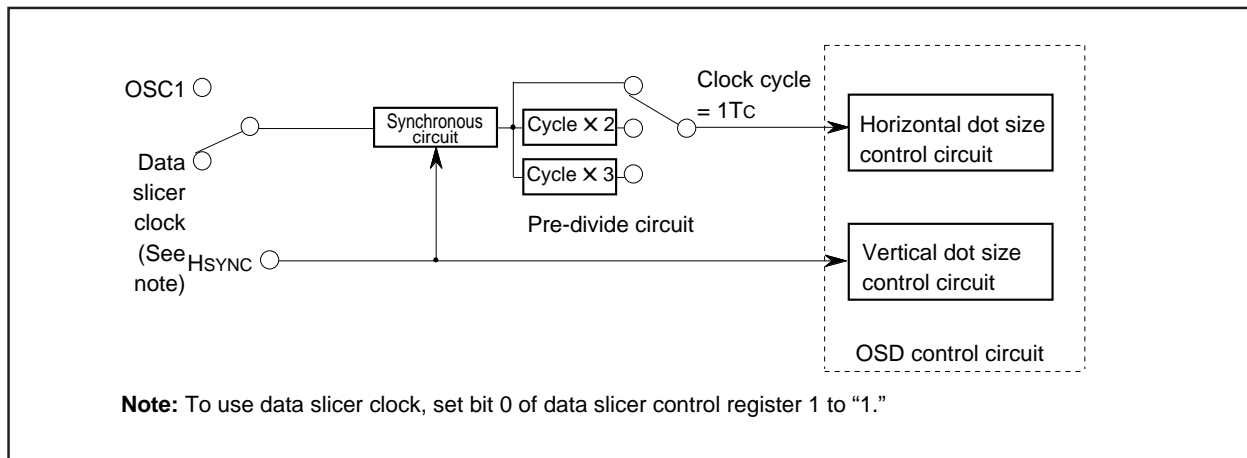 OSC1
Data
slicer
clock
(See
note)
HSYNC
Synchronous
circuit
Cycle × 2
Cycle × 3
Pre-divide circuit
Clock cycle
= 1TC
Horizontal dot size
control circuit
Vertical dot size
control circuit
OSD control circuit
Note: To use data slicer clock, set bit 0 of data slicer control register 1 to “1.”